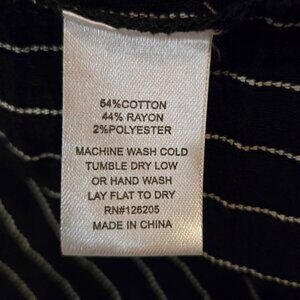 54%COTTON
44% RAYON
2%POLYESTER
MACHINE WASH COLD
TUMBLE DRY LOW
OR HAND WASH
LAY FLAT TO DRY
RN#126205
MADE IN CHINA